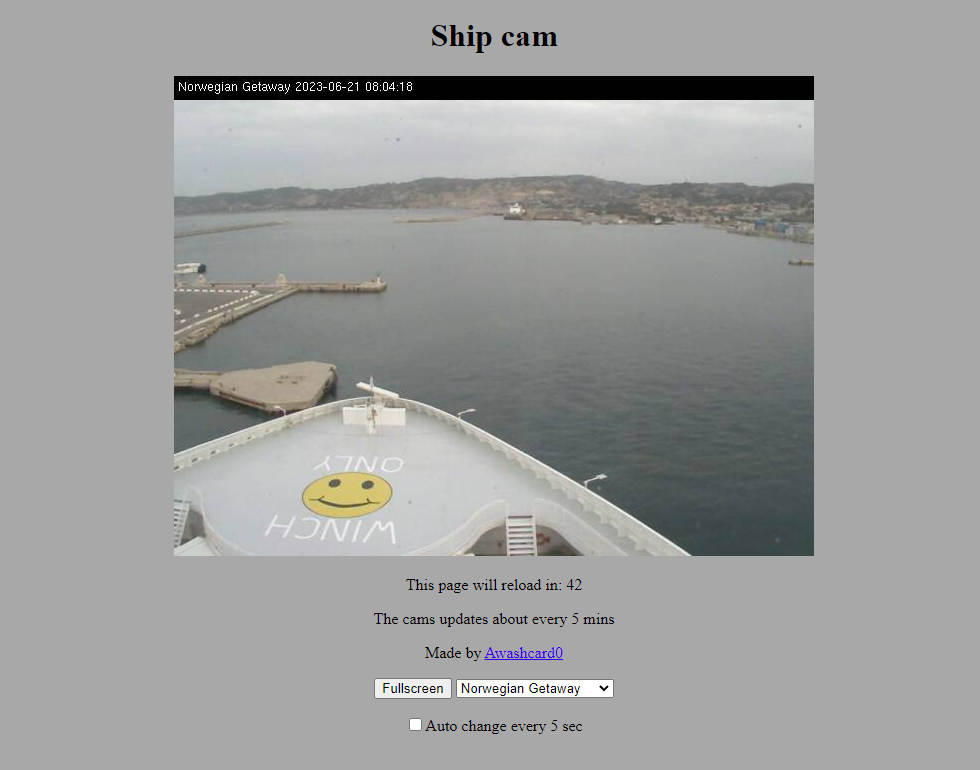 Ship cam
Norwegian Getaway 2023-06-21 08:04:18
ONLY
WINCH
This page will reload in: 42
The cams updates about every 5 mins
Made by Awashcard0
Fullscreen Norwegian Getaway
Auto change every 5 sec